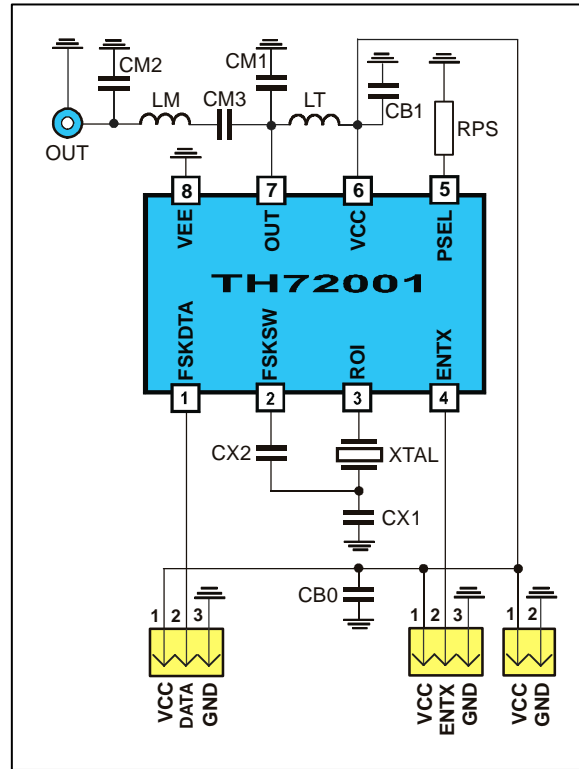 CM2
CM1
LM
CM3
LT
CB1
RPS
OUT
8 7 6 5
VEE OUT VCC PSEL
TH72001
FSKDTA FSKSW ROI ENTX
1 2 3 4
CX2
XTAL
CX1
CB0
1 2 3
1 2 3
1 2
VCC DATA GND
VCC ENTX GND
VCC GND